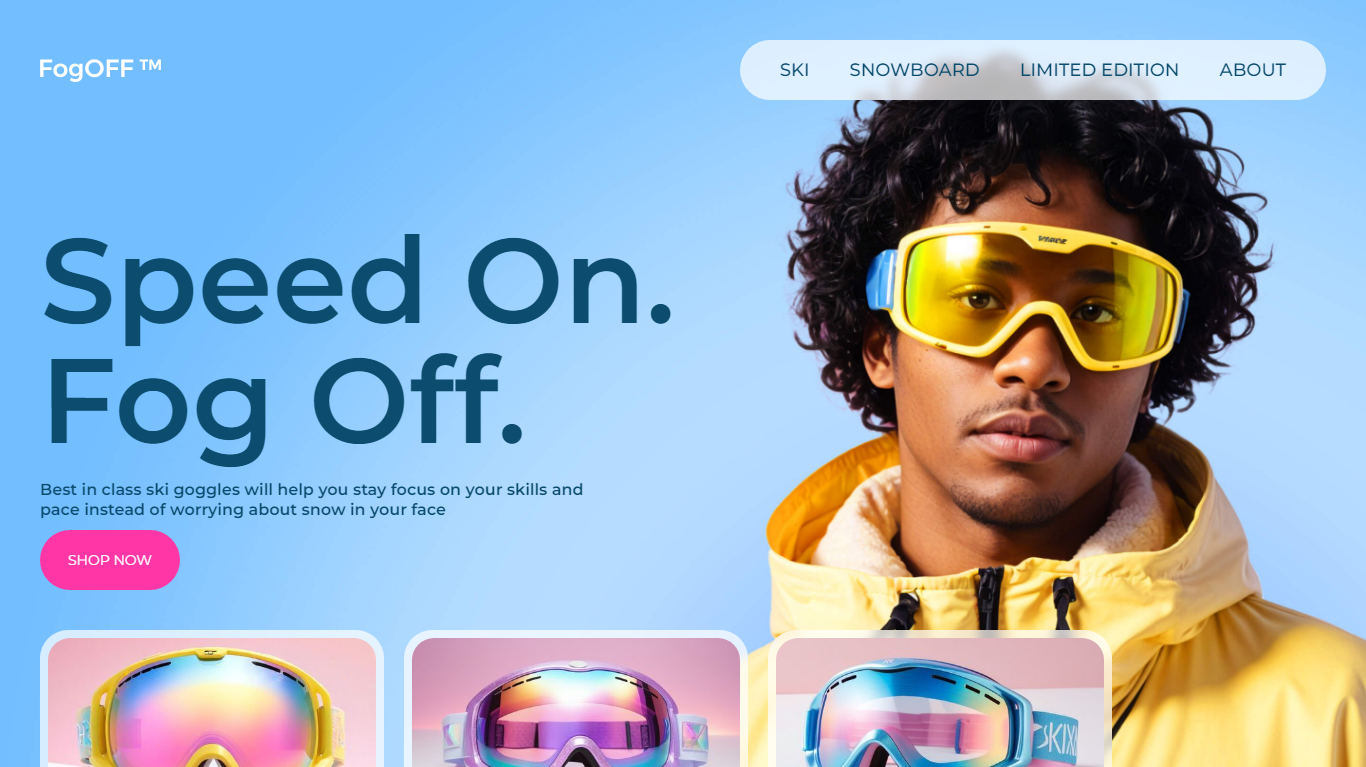 FogOFF ™
SKI
SNOWBOARD
LIMITED EDITION
ABOUT
Speed On.
Fog Off.
Best in class ski goggles will help you stay focus on your skills and
pace instead of worrying about snow in your face
SHOP NOW